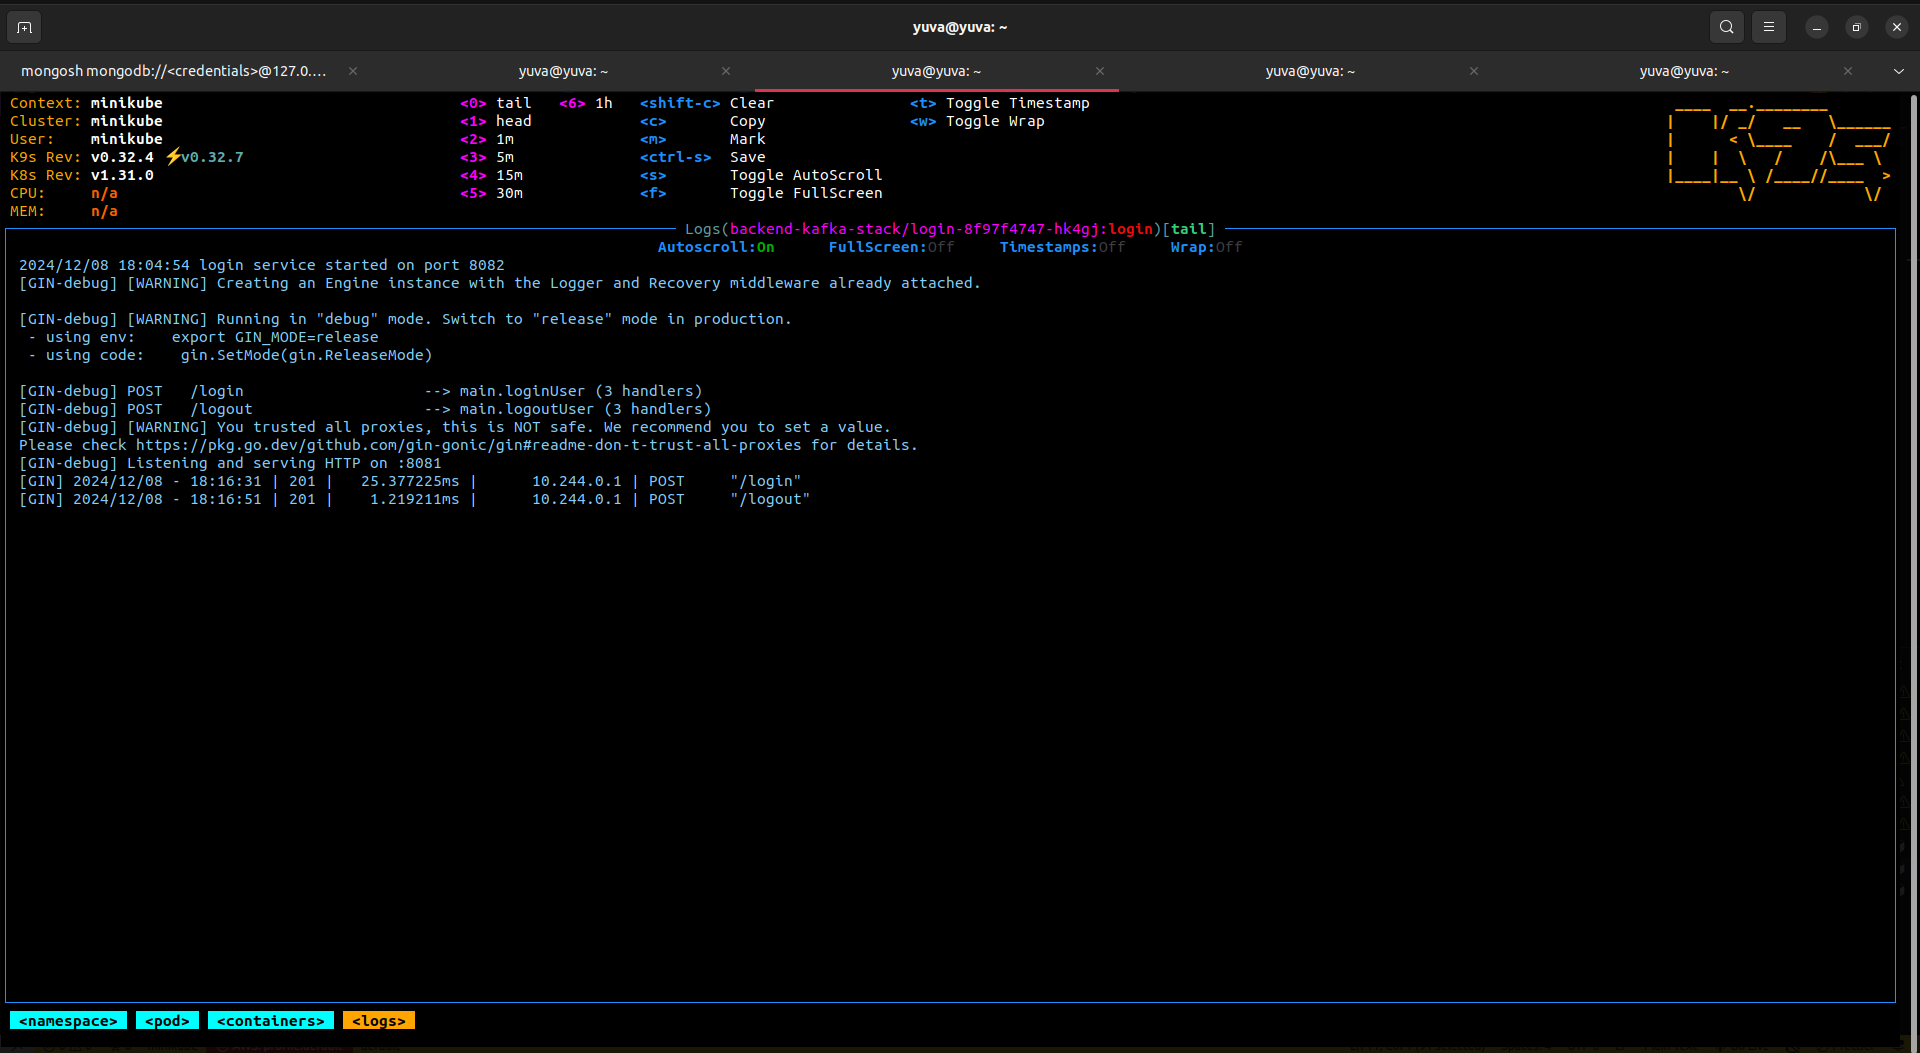 yuva@yuva: ~
mongosh mongodb://<credentials>@127.0.... yuva@yuva: ~ yuva@yuva: ~ yuva@yuva: ~ yuva@yuva: ~
Context: minikube <0> tail <6> 1h <shift-c> Clear <t> Toggle Timestamp
Cluster: minikube <1> head <c> Copy <w> Toggle Wrap
User: minikube <2> 1m <m> Mark
K9s Rev: v0.32.4 ⚡v0.32.7 <3> 5m <ctrl-s> Save
K8s Rev: v1.31.0 <4> 15m <s> Toggle AutoScroll
CPU: n/a <5> 30m <f> Toggle FullScreen
MEM: n/a
K9s
Logs(backend-kafka-stack/login-8f97f4747-hk4gj:login)[tail]
Autoscroll:On FullScreen:Off Timestamps:Off Wrap:Off
2024/12/08 18:04:54 login service started on port 8082
[GIN-debug] [WARNING] Creating an Engine instance with the Logger and Recovery middleware already attached.
[GIN-debug] [WARNING] Running in "debug" mode. Switch to "release" mode in production.
- using env: export GIN_MODE=release
- using code: gin.SetMode(gin.ReleaseMode)
[GIN-debug] POST /login --> main.loginUser (3 handlers)
[GIN-debug] POST /logout --> main.logoutUser (3 handlers)
[GIN-debug] [WARNING] You trusted all proxies, this is NOT safe. We recommend you to set a value.
Please check https://pkg.go.dev/github.com/gin-gonic/gin#readme-don-t-trust-all-proxies for details.
[GIN-debug] Listening and serving HTTP on :8081
[GIN] 2024/12/08 - 18:16:31 | 201 | 25.377225ms | 10.244.0.1 | POST "/login"
[GIN] 2024/12/08 - 18:16:51 | 201 | 1.219211ms | 10.244.0.1 | POST "/logout"
<namespace> <pod> <containers> <logs>